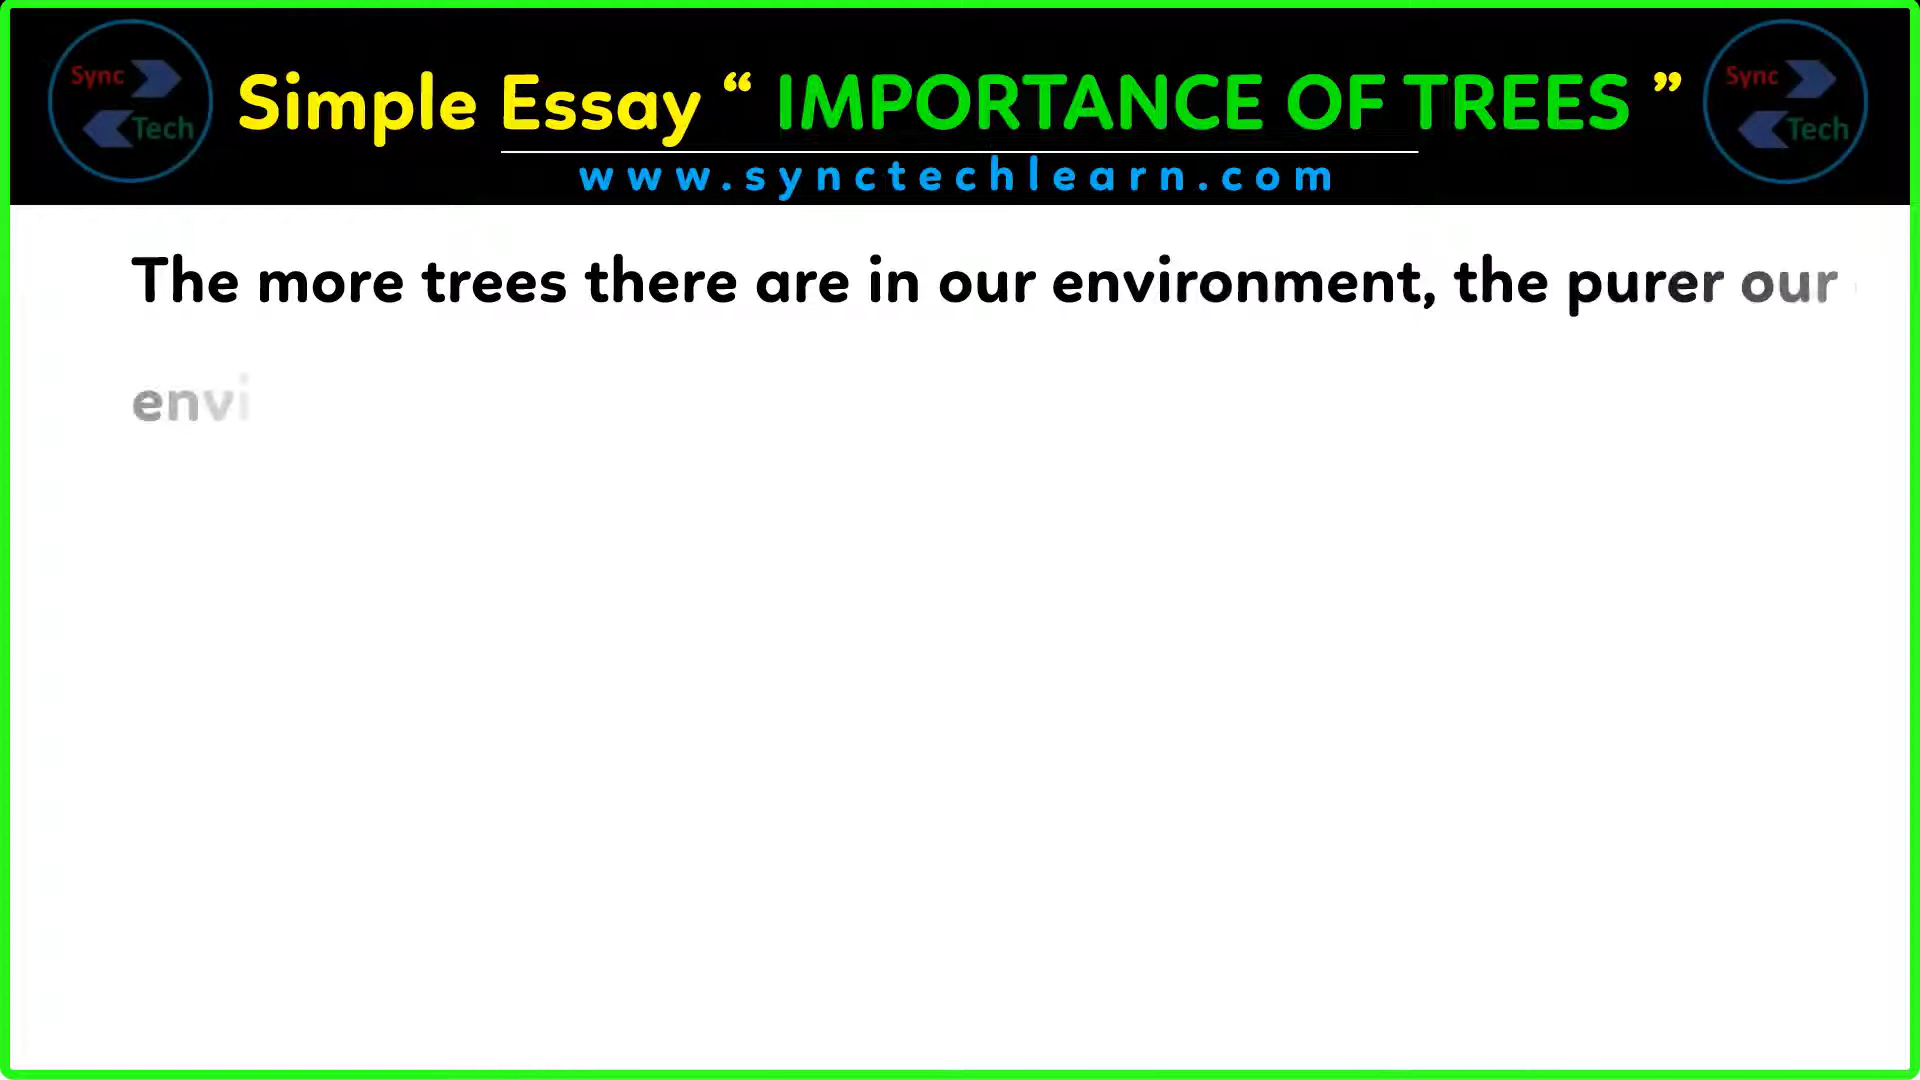 Sync
Tech
Simple Essay “ IMPORTANCE OF TREES ”
www.synctechlearn.com
Sync
Tech
The more trees there are in our environment, the purer our
envi